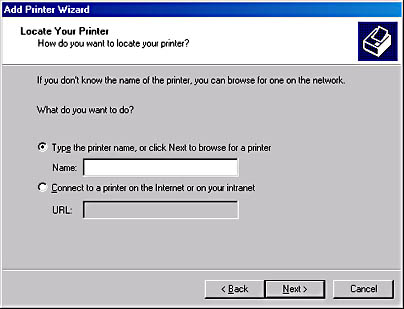 Add Printer Wizard
Locate Your Printer
How do you want to locate your printer?
If you don't know the name of the printer, you can browse for one on the network.
What do you want to do?
Type the printer name, or click Next to browse for a printer
Name:
Connect to a printer on the Internet or on your intranet
URL:
< Back Next > Cancel